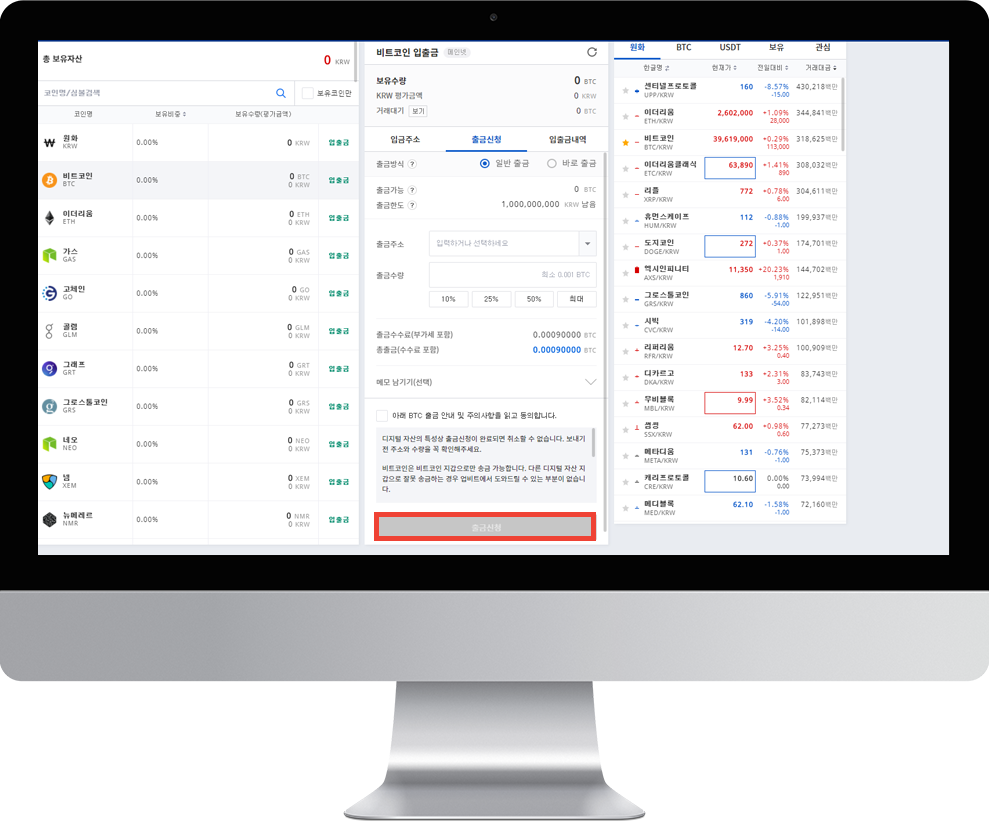 총 보유자산
0 KRW
코인명/심볼검색
보유코인만
코인명 보유비중 보유수량(평가금액)
원화 KRW 0.00% 0 KRW 입출금
비트코인 BTC 0.00% 0 BTC 0 KRW 입출금
이더리움 ETH 0.00% 0 ETH 0 KRW 입출금
가스 GAS 0.00% 0 GAS 0 KRW 입출금
고체인 GO 0.00% 0 GO 0 KRW 입출금
골렘 GLM 0.00% 0 GLM 0 KRW 입출금
그래프 GRT 0.00% 0 GRT 0 KRW 입출금
그로스톨코인 GRS 0.00% 0 GRS 0 KRW 입출금
네오 NEO 0.00% 0 NEO 0 KRW 입출금
넴 XEM 0.00% 0 XEM 0 KRW 입출금
뉴메레르 NMR 0.00% 0 NMR 0 KRW 입출금
비트코인 입출금 메인넷
보유수량 0 BTC
KRW 평가금액 0 KRW
거래대기 보기 0 BTC
입금주소 출금신청 입출금내역
출금방식 ? 일반 출금 바로 출금
출금가능 ? 0 BTC
출금한도 ? 1,000,000,000 KRW 남음
출금주소 입력하거나 선택하세요
출금수량 최소 0.001 BTC
10% 25% 50% 최대
출금수수료(부가세 포함) 0.00090000 BTC
총출금(수수료 포함) 0.00090000 BTC
메모 남기기(선택)
아래 BTC 출금 안내 및 주의사항을 읽고 동의합니다.
디지털 자산의 특성상 출금신청이 완료되면 취소할 수 없습니다. 보내기
전 주소와 수량을 꼭 확인해주세요.
비트코인은 비트코인 지갑으로만 송금 가능합니다. 다른 디지털 자산 지
갑으로 잘못 송금하는 경우 업비트에서 도와드릴 수 있는 부분이 없습니
다.
출금신청
원화 BTC USDT 보유 관심
한글명 현재가 전일대비 거래대금
센티널프로토콜 UPP/KRW 160 -8.57% -15.00 430,218백만
이더리움 ETH/KRW 2,602,000 +1.09% 28,000 344,841백만
비트코인 BTC/KRW 39,619,000 +0.29% 113,000 318,625백만
이더리움클래식 ETC/KRW 63,890 +1.41% 890 308,032백만
리플 XRP/KRW 772 +0.78% 6.00 304,611백만
휴먼스케이프 HUM/KRW 112 -0.88% -1.00 199,937백만
도지코인 DOGE/KRW 272 +0.37% 1.00 174,701백만
엑시인피니티 AXS/KRW 11,350 +20.23% 1,910 144,702백만
그로스톨코인 GRS/KRW 860 -5.91% -54.00 122,951백만
시빅 CVC/KRW 319 -4.20% -14.00 101,898백만
리퍼리움 RFR/KRW 12.70 +3.25% 0.40 100,909백만
디카르고 DKA/KRW 133 +2.31% 3.00 83,743백만
무비블록 MBL/KRW 9.99 +3.52% 0.34 82,114백만
썸씽 SSX/KRW 62.00 +0.98% 0.60 77,273백만
메타디움 META/KRW 131 -0.76% -1.00 75,373백만
캐리프로토콜 CRE/KRW 10.60 0.00% 0.00 73,994백만
메디블록 MED/KRW 62.10 -1.58% -1.00 72,160백만